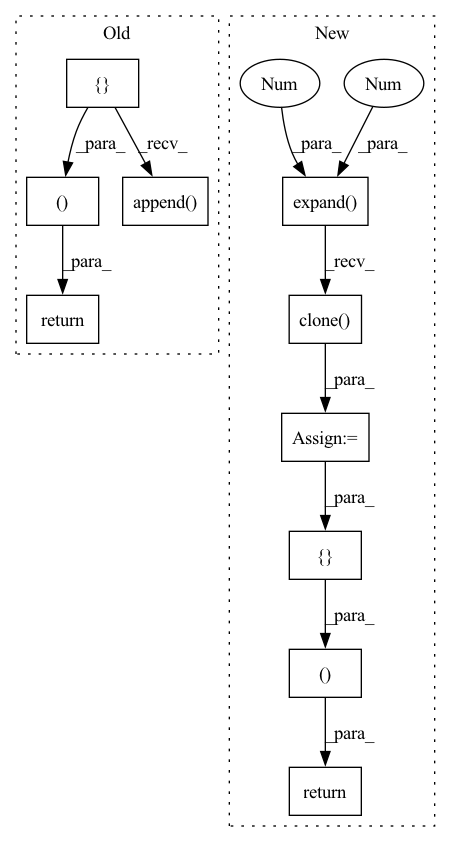 Old
New
{}
Num
Num
_para_
_recv_
_para_
_para_
()
append()
expand()
_para_
_recv_
return
clone()
_para_
Assign:=
_para_
{}
_para_
()
_para_
return